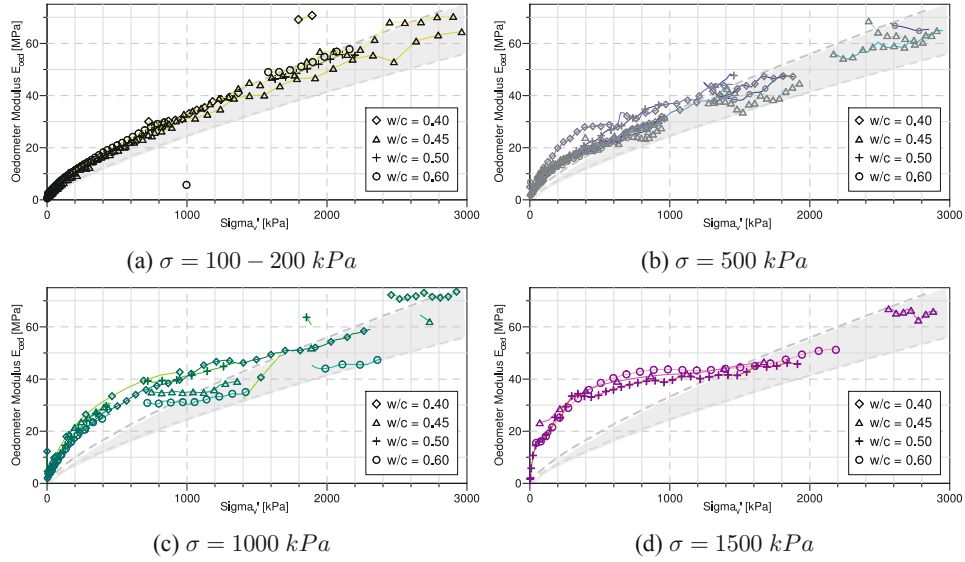 Oedometer Modulus E_oed [MPa]
60
40
20
0
w/c = 0.40
w/c = 0.45
w/c = 0.50
w/c = 0.60
0 1000 2000 3000
Sigma_v' [kPa]
(a) σ = 100 − 200 kPa
Oedometer Modulus E_oed [MPa]
60
40
20
0
w/c = 0.40
w/c = 0.45
w/c = 0.50
w/c = 0.60
0 1000 2000 3000
Sigma_v' [kPa]
(b) σ = 500 kPa
Oedometer Modulus E_oed [MPa]
60
40
20
0
w/c = 0.40
w/c = 0.45
w/c = 0.50
w/c = 0.60
0 1000 2000 3000
Sigma_v' [kPa]
(c) σ = 1000 kPa
Oedometer Modulus E_oed [MPa]
60
40
20
0
w/c = 0.40
w/c = 0.45
w/c = 0.50
w/c = 0.60
0 1000 2000 3000
Sigma_v' [kPa]
(d) σ = 1500 kPa